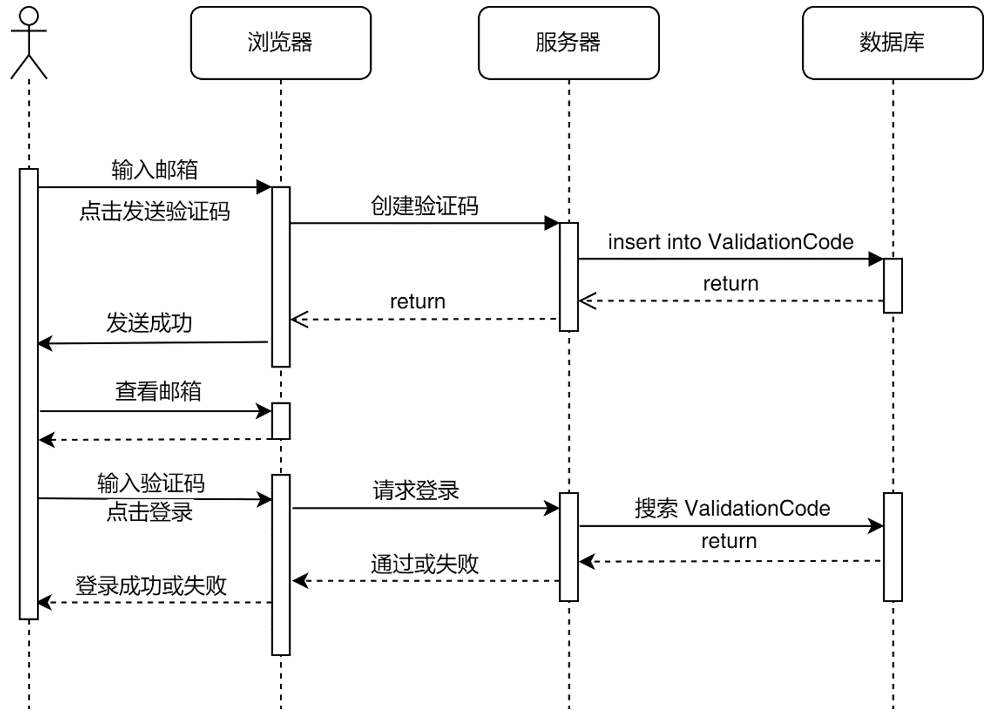 浏览器
服务器
数据库
输入邮箱
点击发送验证码
创建验证码
insert into ValidationCode
return
return
发送成功
查看邮箱
输入验证码
点击登录
请求登录
搜索 ValidationCode
return
通过或失败
登录成功或失败